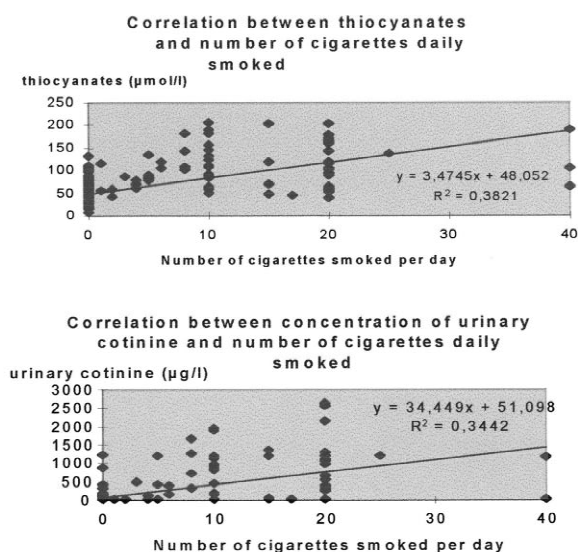 Correlation between thiocyanates
and number of cigarettes daily
smoked
thiocyanates (µmol/l)
250
200
150
100
50
0
y = 3,4745x + 48,052
R² = 0,3821
0 10 20 30 40
Number of cigarettes smoked per day
Correlation between concentration of urinary
cotinine and number of cigarettes daily
smoked
urinary cotinine (µg/l)
3000
2500
2000
1500
1000
500
0
y = 34,449x + 51,098
R² = 0,3442
0 10 20 30 40
Number of cigarettes smoked per day